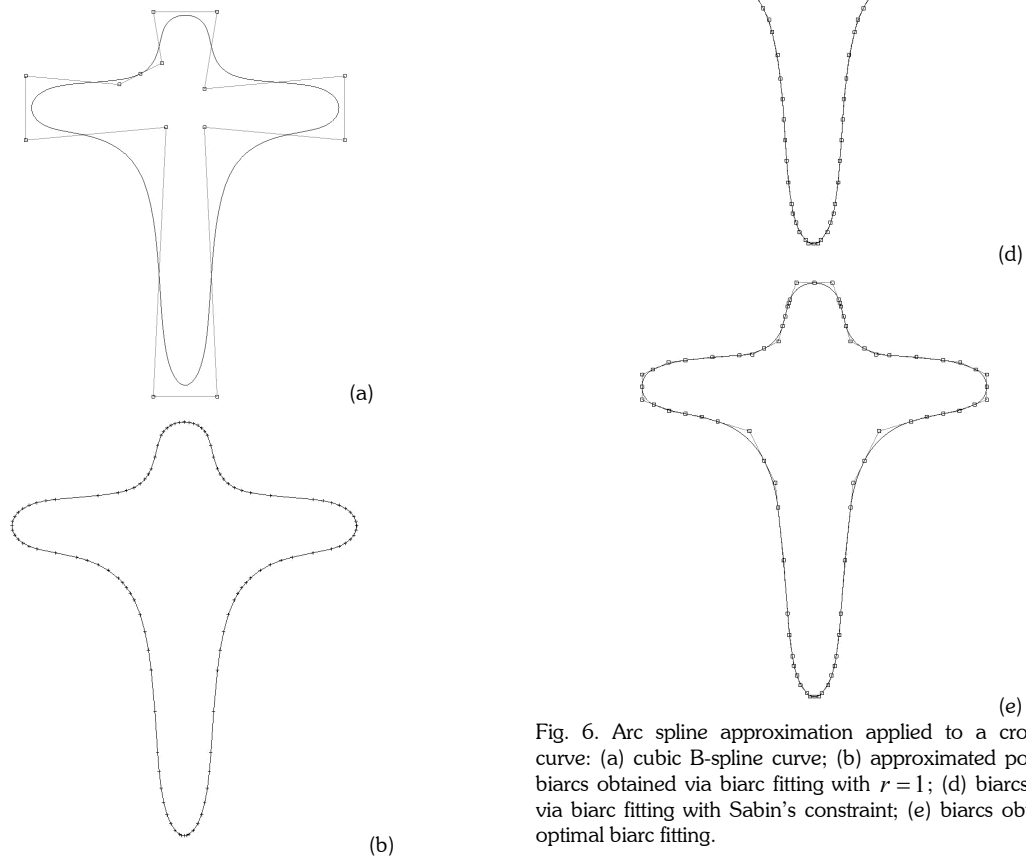 (a)
(b)
(d)
(e)
Fig. 6. Arc spline approximation applied to a cro
curve: (a) cubic B-spline curve; (b) approximated po
biarcs obtained via biarc fitting with r = 1; (d) biarcs
via biarc fitting with Sabin's constraint; (e) biarcs ob
optimal biarc fitting.